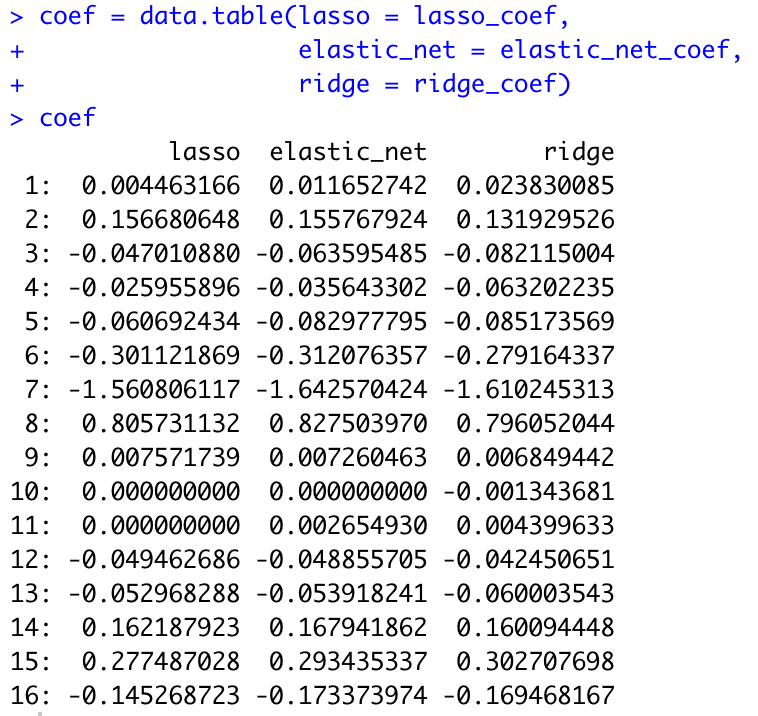 > coef = data.table(lasso = lasso_coef,
+                   elastic_net = elastic_net_coef,
+                   ridge = ridge_coef)
> coef
           lasso  elastic_net        ridge
 1:  0.004463166  0.011652742  0.023830085
 2:  0.156680648  0.155767924  0.131929526
 3: -0.047010880 -0.063595485 -0.082115004
 4: -0.025955896 -0.035643302 -0.063202235
 5: -0.060692434 -0.082977795 -0.085173569
 6: -0.301121869 -0.312076357 -0.279164337
 7: -1.560806117 -1.642570424 -1.610245313
 8:  0.805731132  0.827503970  0.796052044
 9:  0.007571739  0.007260463  0.006849442
10:  0.000000000  0.000000000 -0.001343681
11:  0.000000000  0.002654930  0.004399633
12: -0.049462686 -0.048855705 -0.042450651
13: -0.052968288 -0.053918241 -0.060003543
14:  0.162187923  0.167941862  0.160094448
15:  0.277487028  0.293435337  0.302707698
16: -0.145268723 -0.173373974 -0.169468167